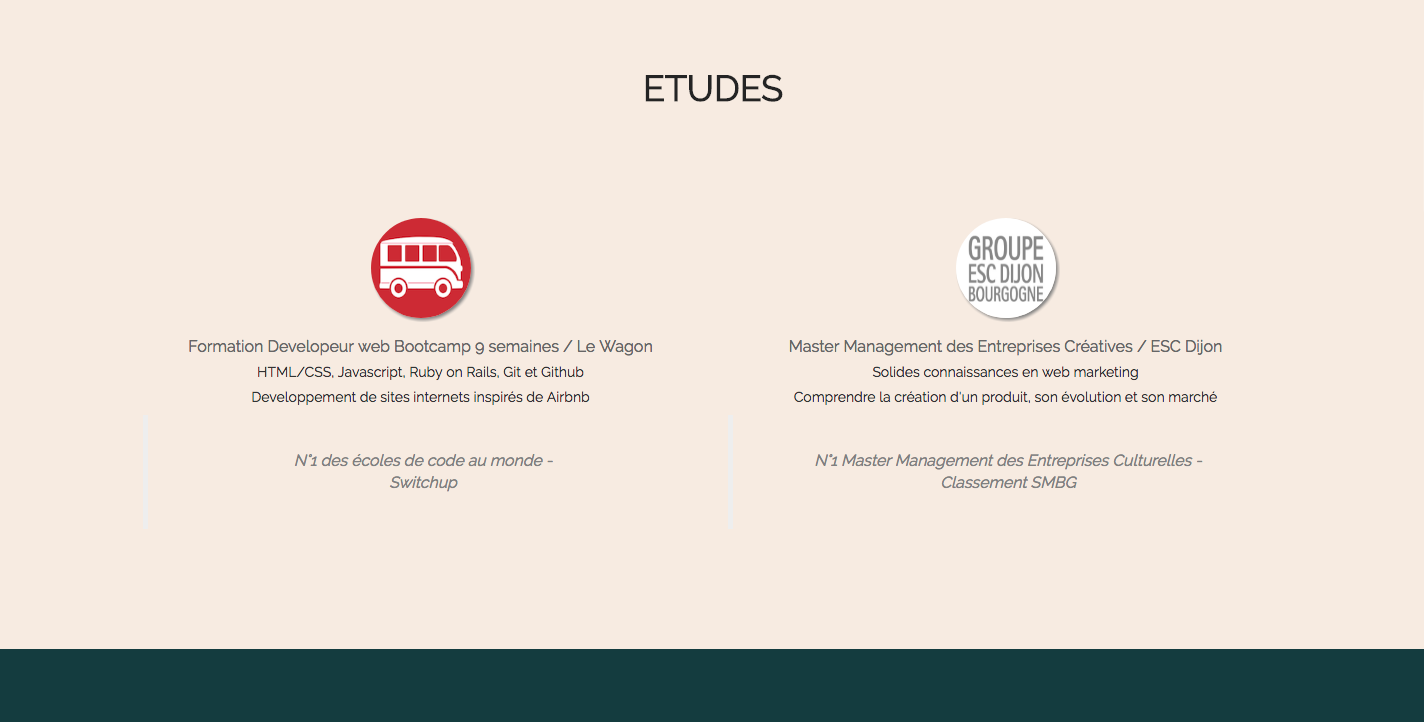 ETUDES
GROUPE
ESC DIJON
BOURGOGNE
Formation Developeur web Bootcamp 9 semaines / Le Wagon
HTML/CSS, Javascript, Ruby on Rails, Git et Github
Developpement de sites internets inspirés de Airbnb
N°1 des écoles de code au monde -
Switchup
Master Management des Entreprises Créatives / ESC Dijon
Solides connaissances en web marketing
Comprendre la création d'un produit, son évolution et son marché
N°1 Master Management des Entreprises Culturelles -
Classement SMBG